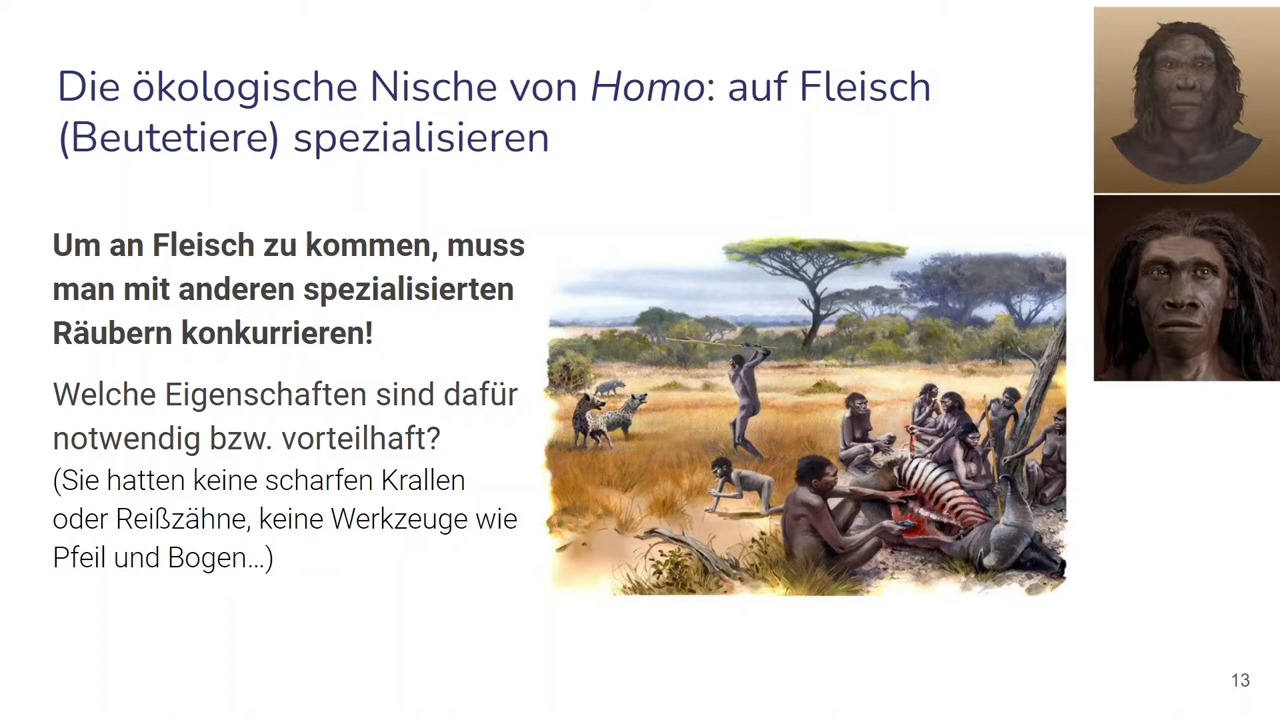 Die ökologische Nische von Homo: auf Fleisch
(Beutetiere) spezialisieren
Um an Fleisch zu kommen, muss
man mit anderen spezialisierten
Räubern konkurrieren!
Welche Eigenschaften sind dafür
notwendig bzw. vorteilhaft?
(Sie hatten keine scharfen Krallen
oder Reißzähne, keine Werkzeuge wie
Pfeil und Bogen...)
13